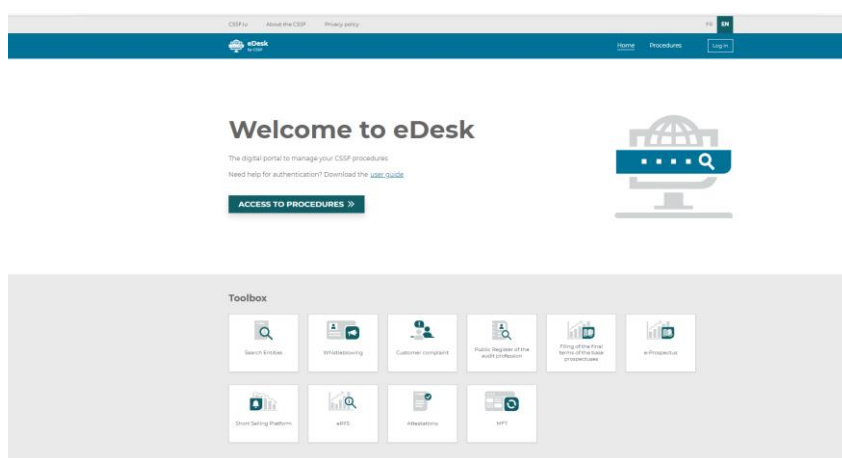 CSSF.lu About the CSSF Privacy policy FR EN
eDesk Home Procedures Log in
by CSSF
Welcome to eDesk
The digital portal to manage your CSSF procedures
Need help for authentication? Download the user guide
ACCESS TO PROCEDURES »
Toolbox
Search Entities Whistleblowing Customer complaint Public Register of the audit profession Filing of the final terms of the base prospectuses e-Prospectus
Short Selling Platform eRIIS Attestations MFT